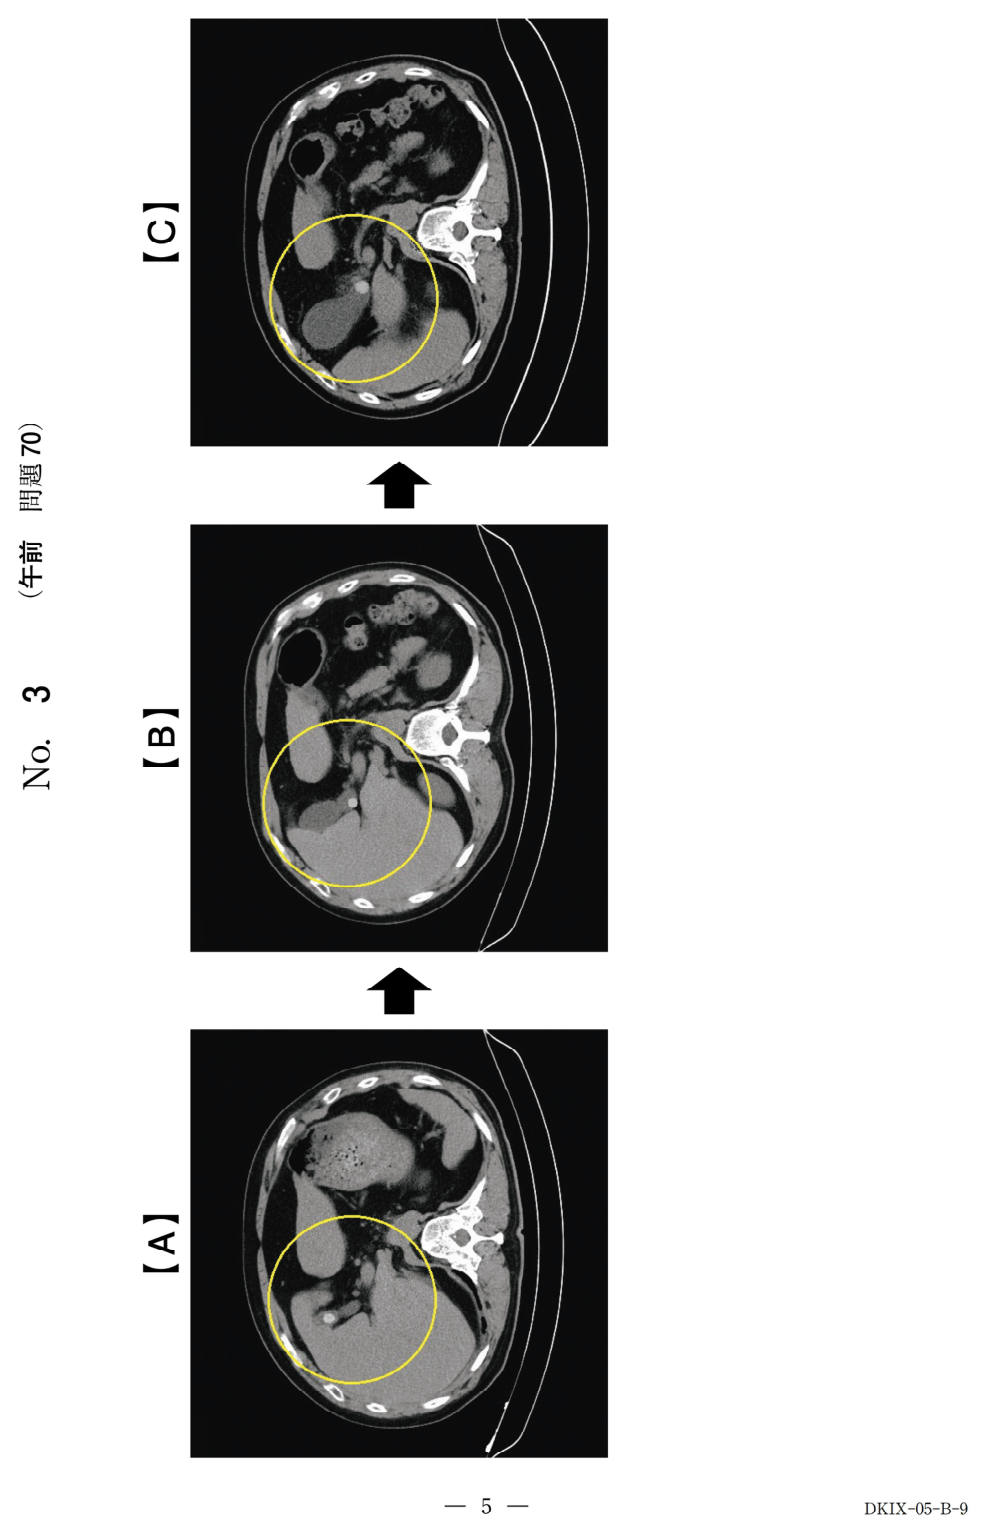 No. 3 (午前 問題 70)
【A】
【B】
【C】
— 5 —
DKIX-05-B-9